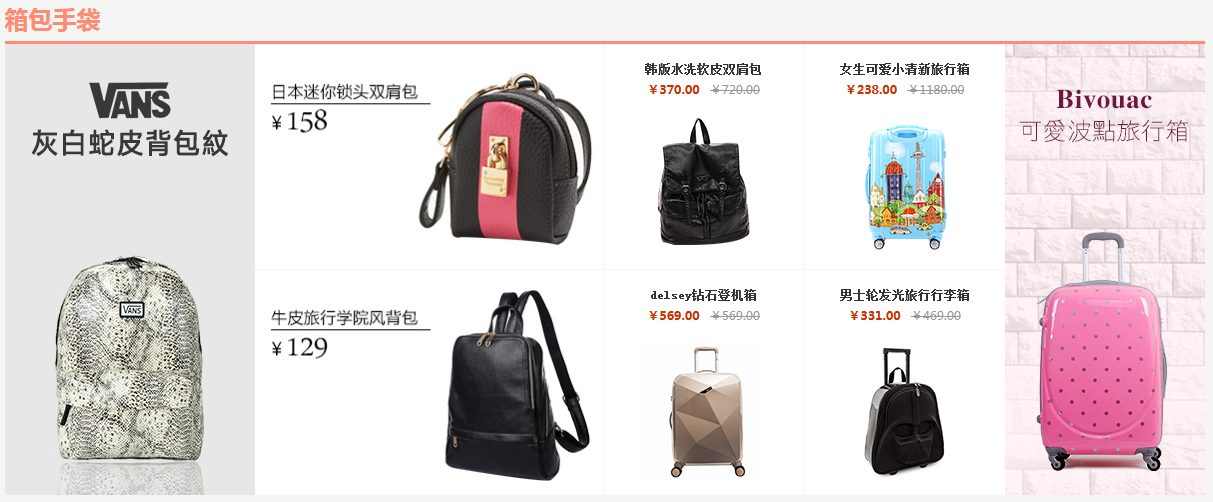 箱包手袋
VANS
灰白蛇皮背包紋
VANS
日本迷你锁头双肩包
¥ 158
牛皮旅行学院风背包
¥ 129
韩版水洗软皮双肩包
￥370.00 ￥720.00
女生可爱小清新旅行箱
￥238.00 ￥1180.00
delsey钻石登机箱
￥569.00 ￥569.00
男士轮发光旅行行李箱
￥331.00 ￥469.00
Bivouac
可愛波點旅行箱